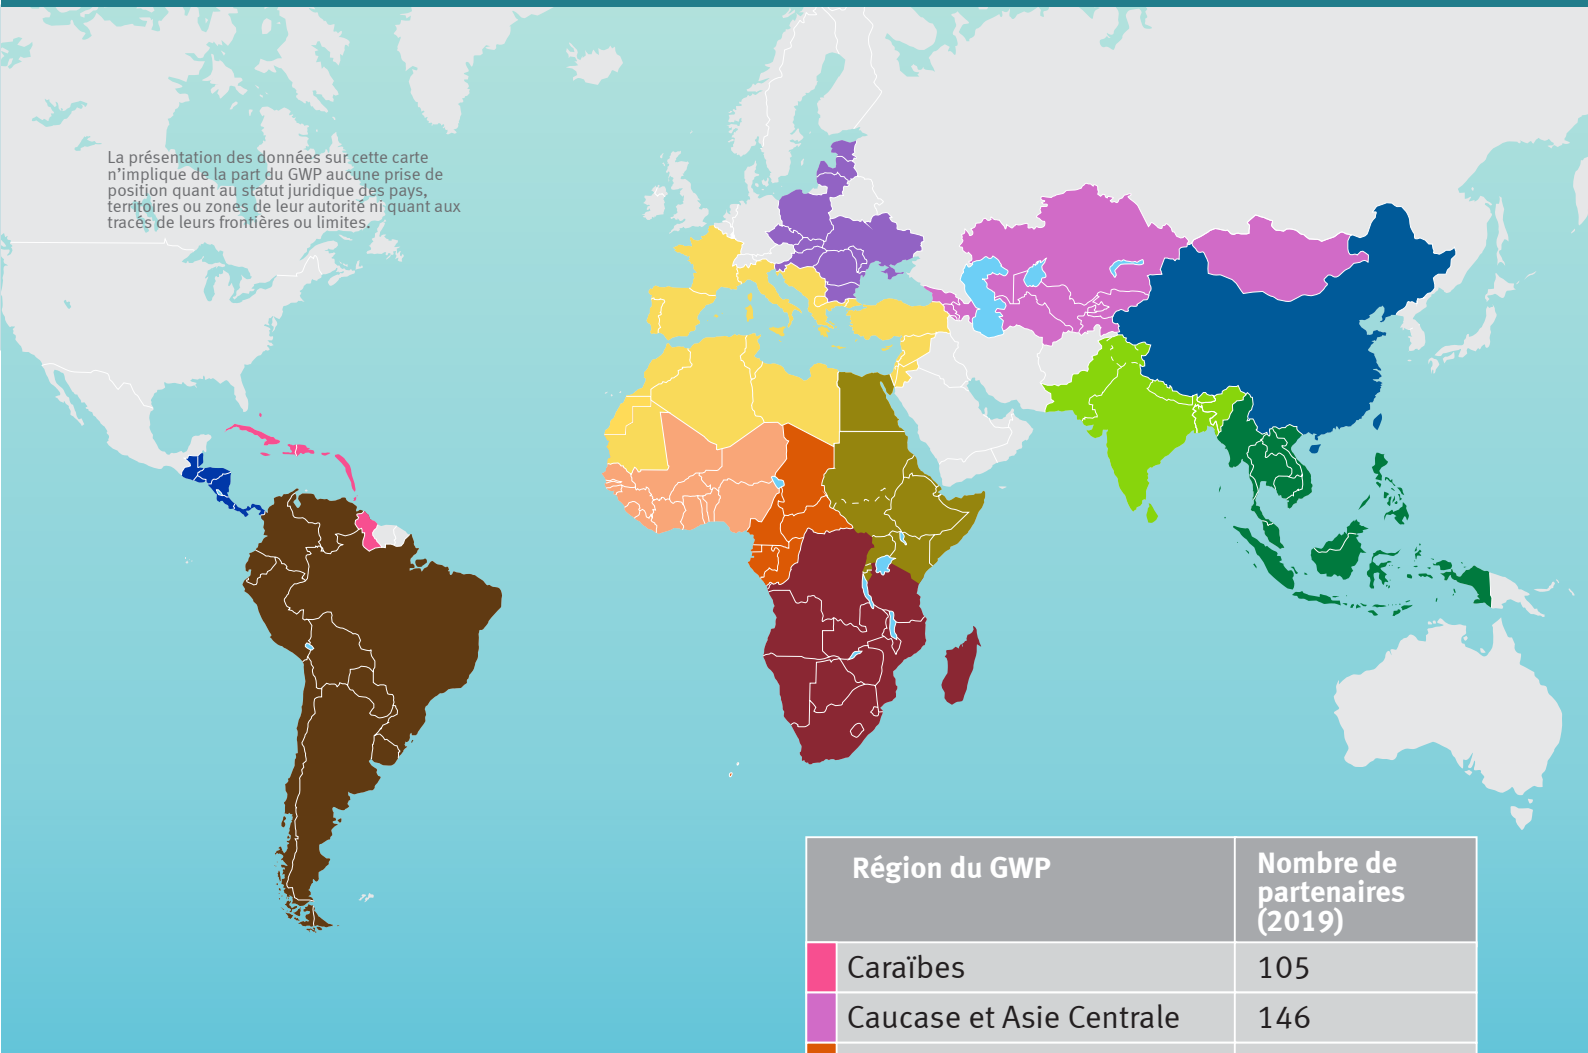 La présentation des données sur cette carte
n’implique de la part du GWP aucune prise de
position quant au statut juridique des pays,
territoires ou zones de leur autorité ni quant aux
tracés de leurs frontières ou limites.
Région du GWP
Nombre de
partenaires
(2019)
Caraïbes 105
Caucase et Asie Centrale 146